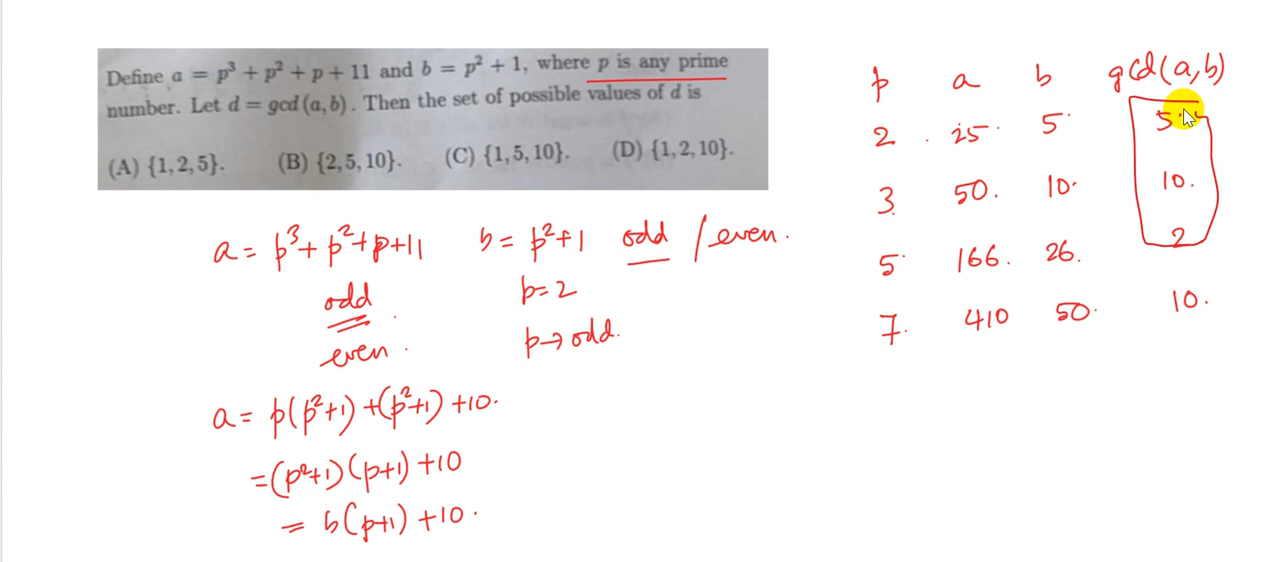 Define a = p³ + p² + p + 11 and b = p² + 1, where p is any prime
number. Let d = gcd (a, b). Then the set of possible values of d is
(A) {1, 2, 5}. (B) {2, 5, 10}. (C) {1, 5, 10}. (D) {1, 2, 10}.
a = p³ + p² + p + 11 b = p² + 1 odd / even.
odd p = 2
even. p → odd.
a = p(p² + 1) + (p² + 1) + 10.
= (p² + 1)(p + 1) + 10
= b(p + 1) + 10.
p a b gcd(a, b)
2. 25. 5. 5.
3. 50. 10. 10.
5. 166. 26. 2
7. 410 50. 10.